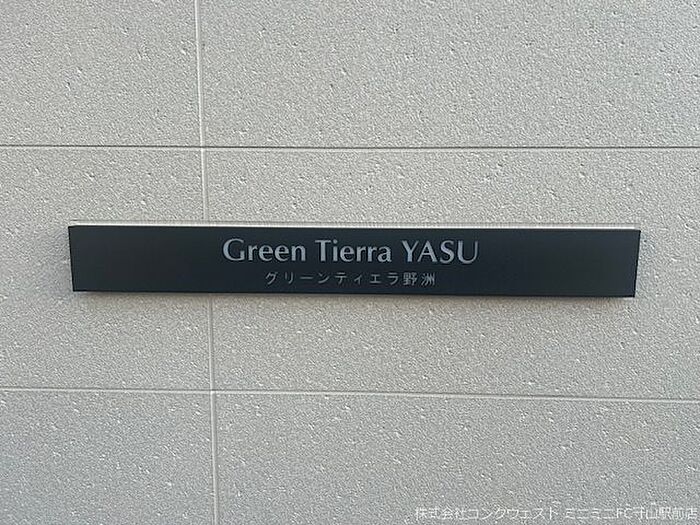 Green Tierra YASU
グリーンティエラ野洲
株式会社コンクウェスト ミニミニFC守山駅前店